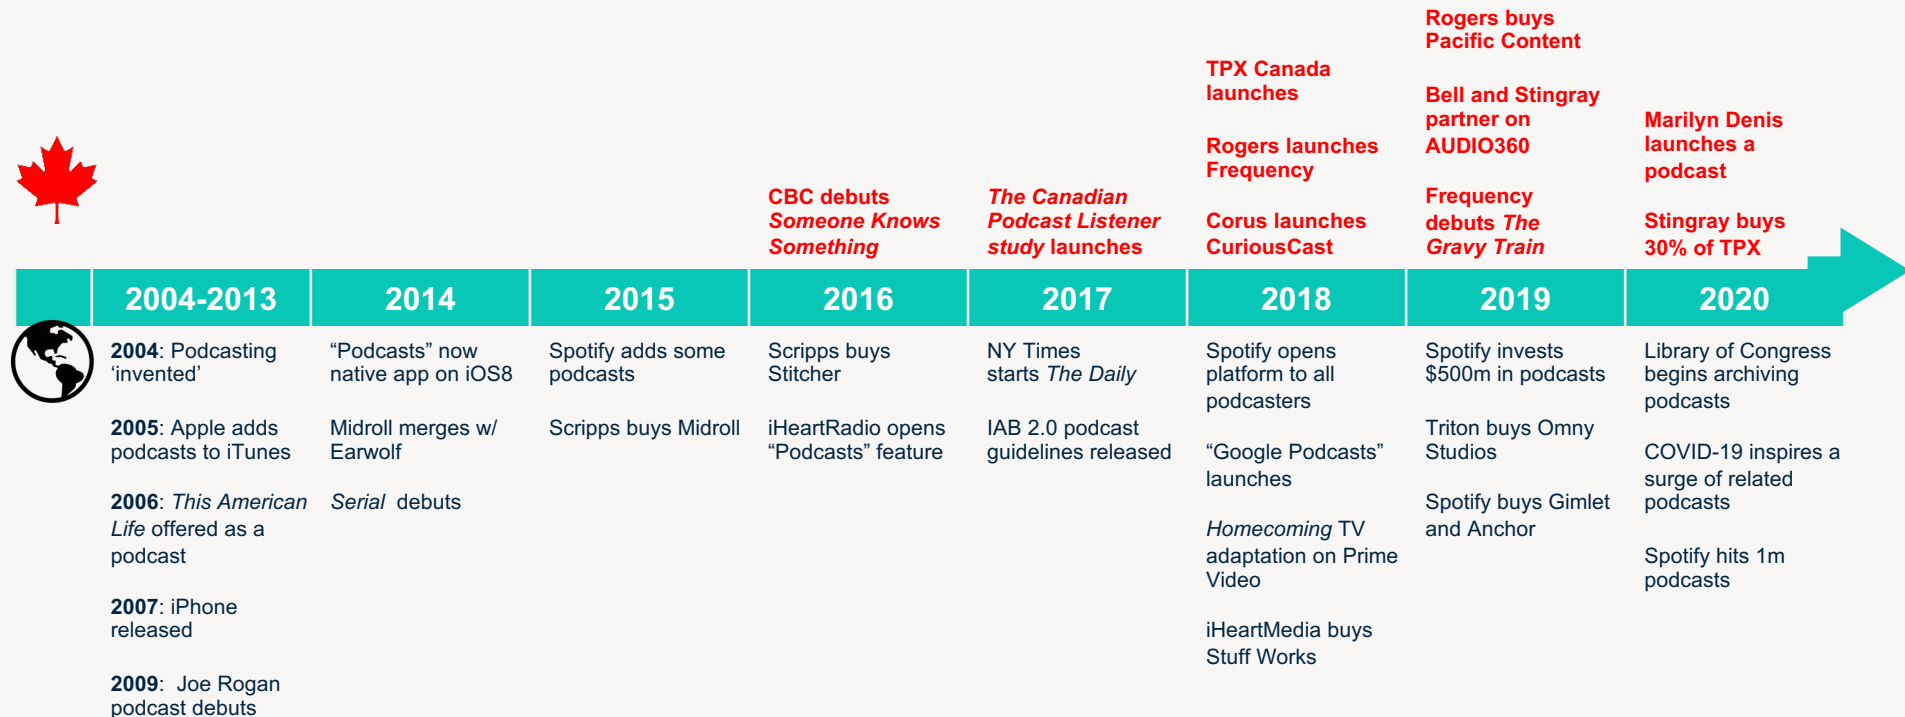 Rogers buys
Pacific Content
TPX Canada
launches
Bell and Stingray
partner on
AUDIO360
Marilyn Denis
launches a
podcast
Rogers launches
Frequency
CBC debuts
Someone Knows
Something
The Canadian
Podcast Listener
study launches
Corus launches
CuriousCast
Frequency
debuts The
Gravy Train
Stingray buys
30% of TPX
2004-2013
2014
2015
2016
2017
2018
2019
2020
2004: Podcasting
‘invented’
2005: Apple adds
podcasts to iTunes
2006: This American
Life offered as a
podcast
2007: iPhone
released
2009:  Joe Rogan
podcast debuts
“Podcasts” now
native app on iOS8
Midroll merges w/
Earwolf
Serial  debuts
Spotify adds some
podcasts
Scripps buys Midroll
Scripps buys
Stitcher
iHeartRadio opens
“Podcasts” feature
NY Times
starts The Daily
IAB 2.0 podcast
guidelines released
Spotify opens
platform to all
podcasters
“Google Podcasts”
launches
Homecoming TV
adaptation on Prime
Video
iHeartMedia buys
Stuff Works
Spotify invests
$500m in podcasts
Triton buys Omny
Studios
Spotify buys Gimlet
and Anchor
Library of Congress
begins archiving
podcasts
COVID-19 inspires a
surge of related
podcasts
Spotify hits 1m
podcasts